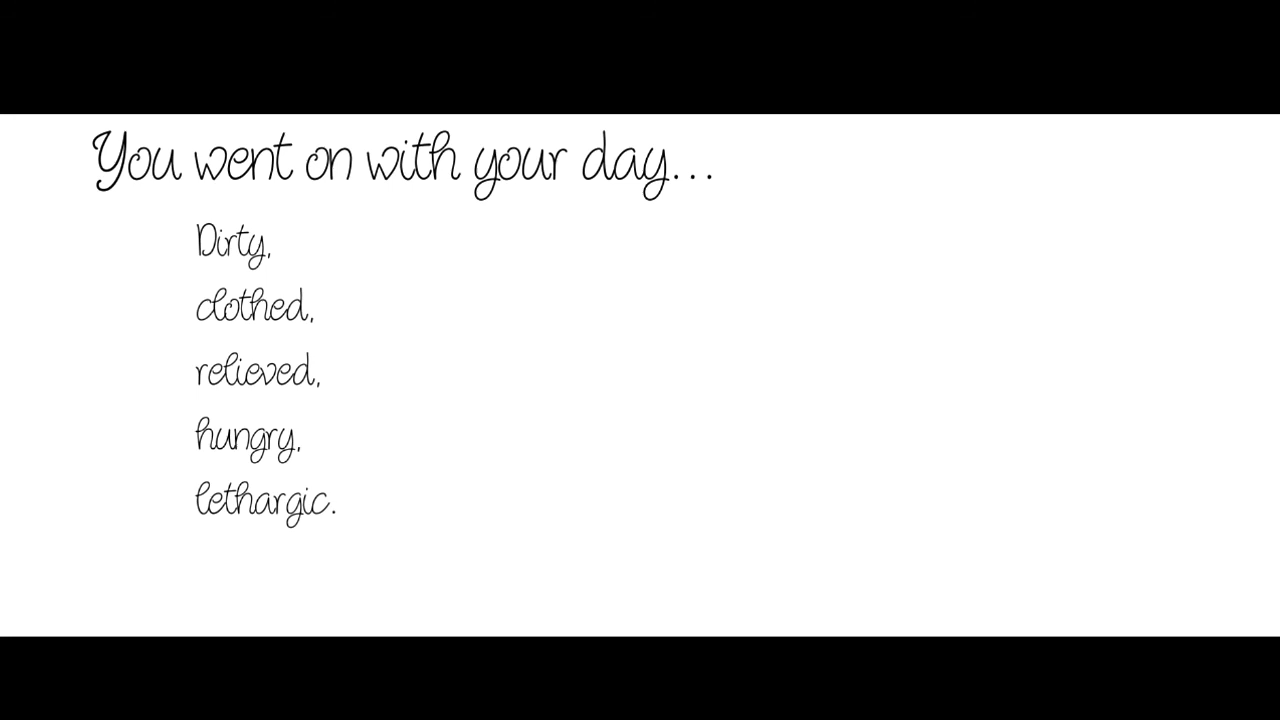 You went on with your day...
Dirty,
clothed,
relieved,
hungry,
lethargic.